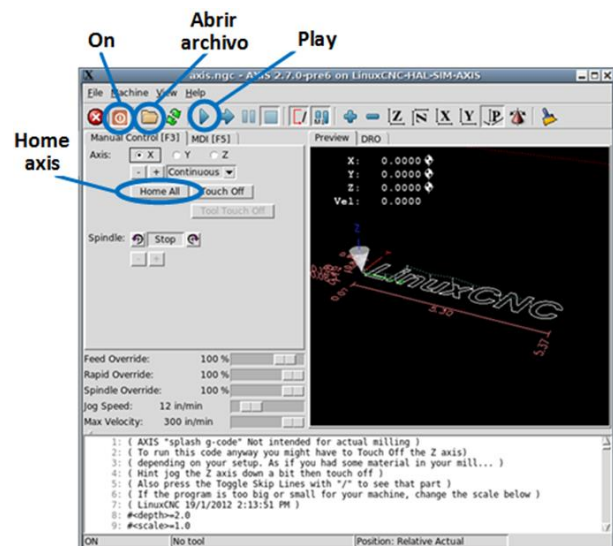 On
Abrir
archivo
Play
Home
axis
axis.ngc - AXIS 2.7.0-pre6 on LinuxCNC-HAL-SIM-AXIS
File Machine View Help
Manual Control [F3] MDI [F5]
Axis: X Y Z
- + Continuous
Home All Touch Off
Tool Touch Off
Spindle: Stop
- +
Feed Override: 100 %
Rapid Override: 100 %
Spindle Override: 100 %
Jog Speed: 12 in/min
Max Velocity: 300 in/min
Preview DRO
X: 0.0000
Y: 0.0000
Z: 0.0000
Vel: 0.0000
Z
LinuxCNC
0.07
5.30
5.37
1: ( AXIS "splash g-code" Not intended for actual milling )
2: ( To run this code anyway you might have to Touch Off the Z axis)
3: ( depending on your setup. As if you had some material in your mill... )
4: ( Hint jog the Z axis down a bit then touch off )
5: ( Also press the Toggle Skip Lines with "/" to see that part )
6: ( If the program is too big or small for your machine, change the scale below )
7: ( LinuxCNC 19/1/2012 2:13:51 PM )
8: #<depth>=2.0
9: #<scale>=1.0
ON No tool Position: Relative Actual